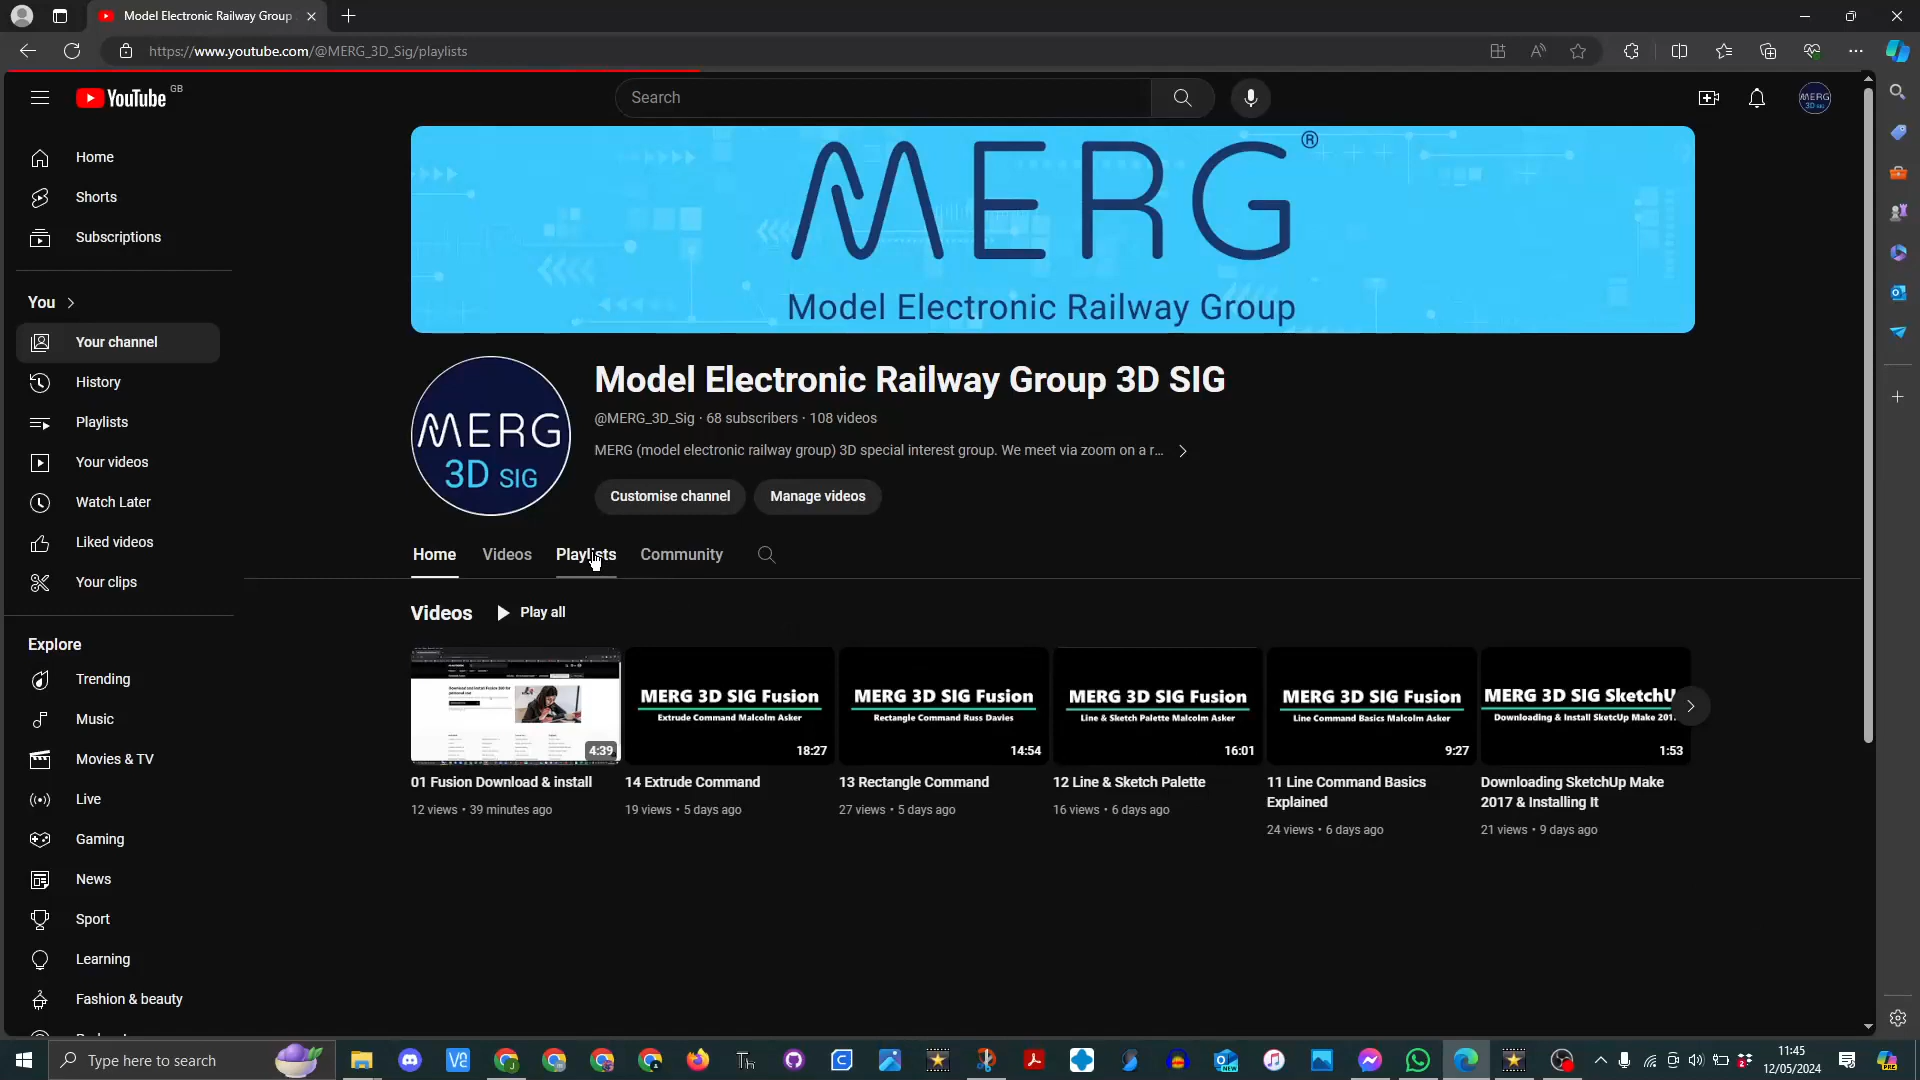 Model Electronic Railway Group
https://www.youtube.com/@MERG_3D_Sig/playlists
YouTube GB
Search
MERG
3D SIG
Home
Shorts
Subscriptions
You
Your channel
History
Playlists
Your videos
Watch Later
Liked videos
Your clips
Explore
Trending
Music
Movies & TV
Live
Gaming
News
Sport
Learning
Fashion & beauty
MERG®
Model Electronic Railway Group
MERG
3D SIG
Model Electronic Railway Group 3D SIG
@MERG_3D_Sig · 68 subscribers · 108 videos
MERG (model electronic railway group) 3D special interest group. We meet via zoom on a r...
Customise channel Manage videos
Home Videos Playlists Community
Videos Play all
4:39
01 Fusion Download & install
12 views • 39 minutes ago
MERG 3D SIG Fusion
Extrude Command Malcolm Asker
18:27
14 Extrude Command
19 views • 5 days ago
MERG 3D SIG Fusion
Rectangle Command Russ Davies
14:54
13 Rectangle Command
27 views • 5 days ago
MERG 3D SIG Fusion
Line & Sketch Palette Malcolm Asker
16:01
12 Line & Sketch Palette
16 views • 6 days ago
MERG 3D SIG Fusion
Line Command Basics Malcolm Asker
9:27
11 Line Command Basics
Explained
24 views • 6 days ago
MERG 3D SIG SketchU
Downloading & Install SketcUp Make 201
1:53
Downloading SketchUp Make
2017 & Installing It
21 views • 9 days ago
Type here to search
11:45
12/05/2024